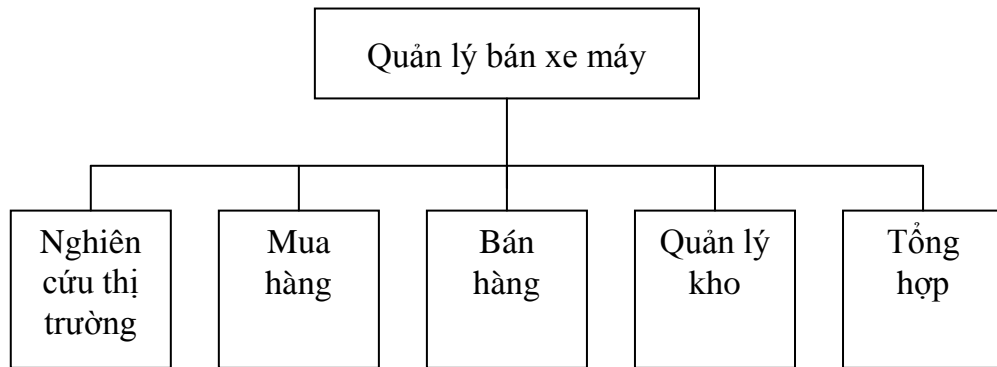 Quản lý bán xe máy
Nghiên
cứu thị
trường
Mua
hàng
Bán
hàng
Quản lý
kho
Tổng
hợp